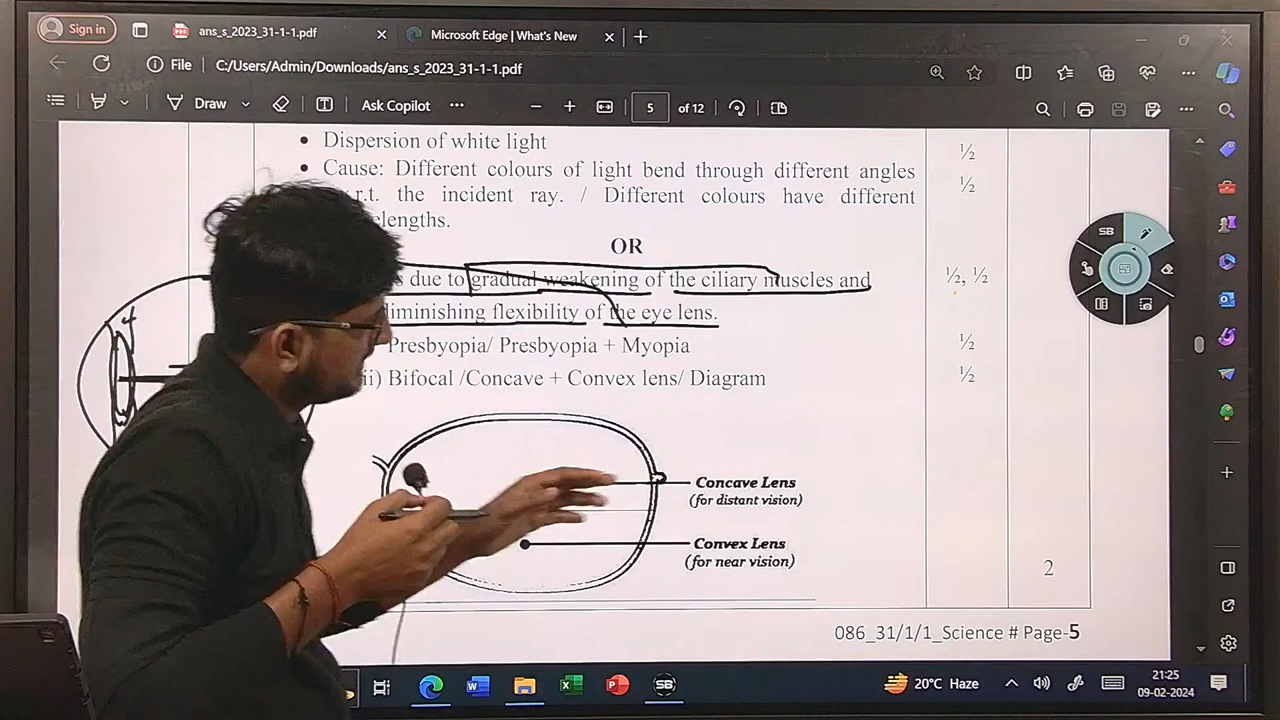 Sign in
ans_s_2023_31-1-1.pdf
Microsoft Edge | What's New
File
C:/Users/Admin/Downloads/ans_s_2023_31-1-1.pdf
Draw
Ask Copilot
5
of 12
• Dispersion of white light
½
• Cause: Different colours of light bend through different angles
½
r.t. the incident ray. / Different colours have different
elengths.
OR
s due to gradual weakening of the ciliary muscles and
½, ½
iminishing flexibility of the eye lens.
Presbyopia/ Presbyopia + Myopia
½
ii) Bifocal /Concave + Convex lens/ Diagram
½
Concave Lens
(for distant vision)
Convex Lens
(for near vision)
2
086_31/1/1_Science # Page-5
SB
SB
20°C Haze
21:25
09-02-2024